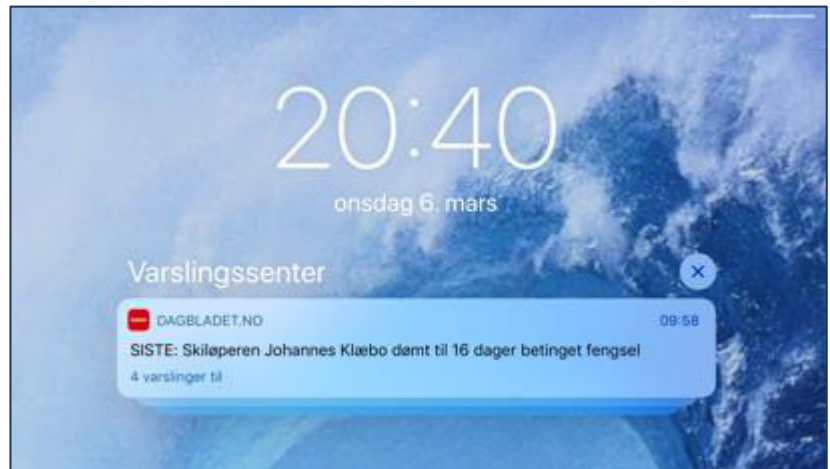 20:40
onsdag 6. mars
Varslingssenter
DAGBLADET.NO 09:58
SISTE: Skiløperen Johannes Klæbo dømt til 16 dager betinget fengsel
4 varslinger til